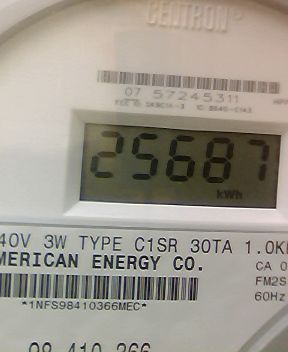 CENTRON®
07 57245311
25687
kWh
40V 3W TYPE C1SR 30TA 1.0K
MERICAN ENERGY CO.
CA 0
FM2S
60Hz
*1NFS98410366MEC*
98 410 366